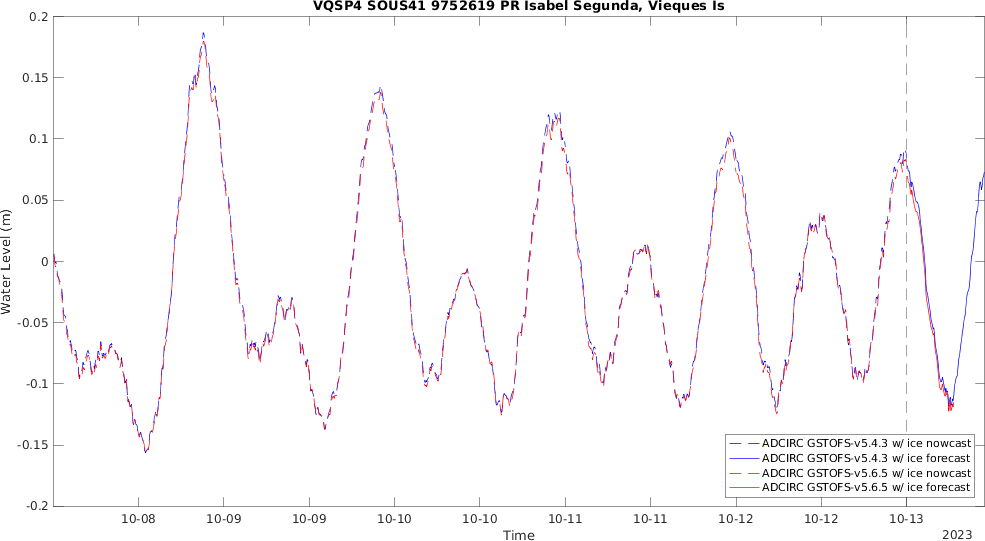 VQSP4 SOUS41 9752619 PR Isabel Segunda, Vieques Is
0.2
0.15
0.1
0.05
0
-0.05
-0.1
-0.15
-0.2
Water Level (m)
10-08 10-09 10-09 10-10 10-10 10-11 10-11 10-12 10-12 10-13
Time
2023
ADCIRC GSTOFS-v5.4.3 w/ ice nowcast
ADCIRC GSTOFS-v5.4.3 w/ ice forecast
ADCIRC GSTOFS-v5.6.5 w/ ice nowcast
ADCIRC GSTOFS-v5.6.5 w/ ice forecast